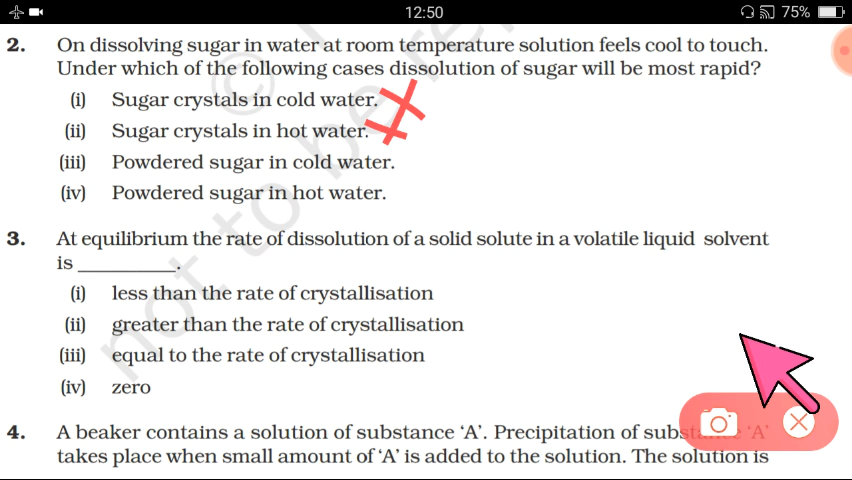 12:50
75%
2. On dissolving sugar in water at room temperature solution feels cool to touch.
Under which of the following cases dissolution of sugar will be most rapid?
(i) Sugar crystals in cold water.
(ii) Sugar crystals in hot water.
(iii) Powdered sugar in cold water.
(iv) Powdered sugar in hot water.
3. At equilibrium the rate of dissolution of a solid solute in a volatile liquid solvent
is __________.
(i) less than the rate of crystallisation
(ii) greater than the rate of crystallisation
(iii) equal to the rate of crystallisation
(iv) zero
4. A beaker contains a solution of substance ‘A’. Precipitation of substance ‘A’
takes place when small amount of ‘A’ is added to the solution. The solution is
not to be re